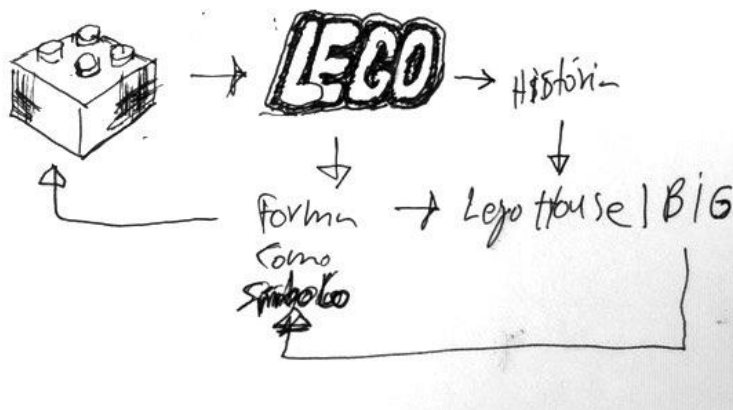 LEGO
História
Forma
como
Símbolo
Lego House | BIG